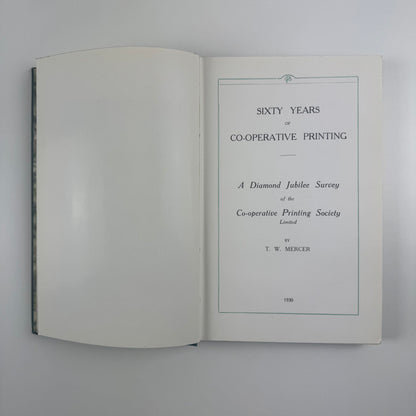 SIXTY YEARS
OF
CO-OPERATIVE PRINTING
A Diamond Jubilee Survey
of the
Co-operative Printing Society
Limited
BY
T. W. MERCER
1930